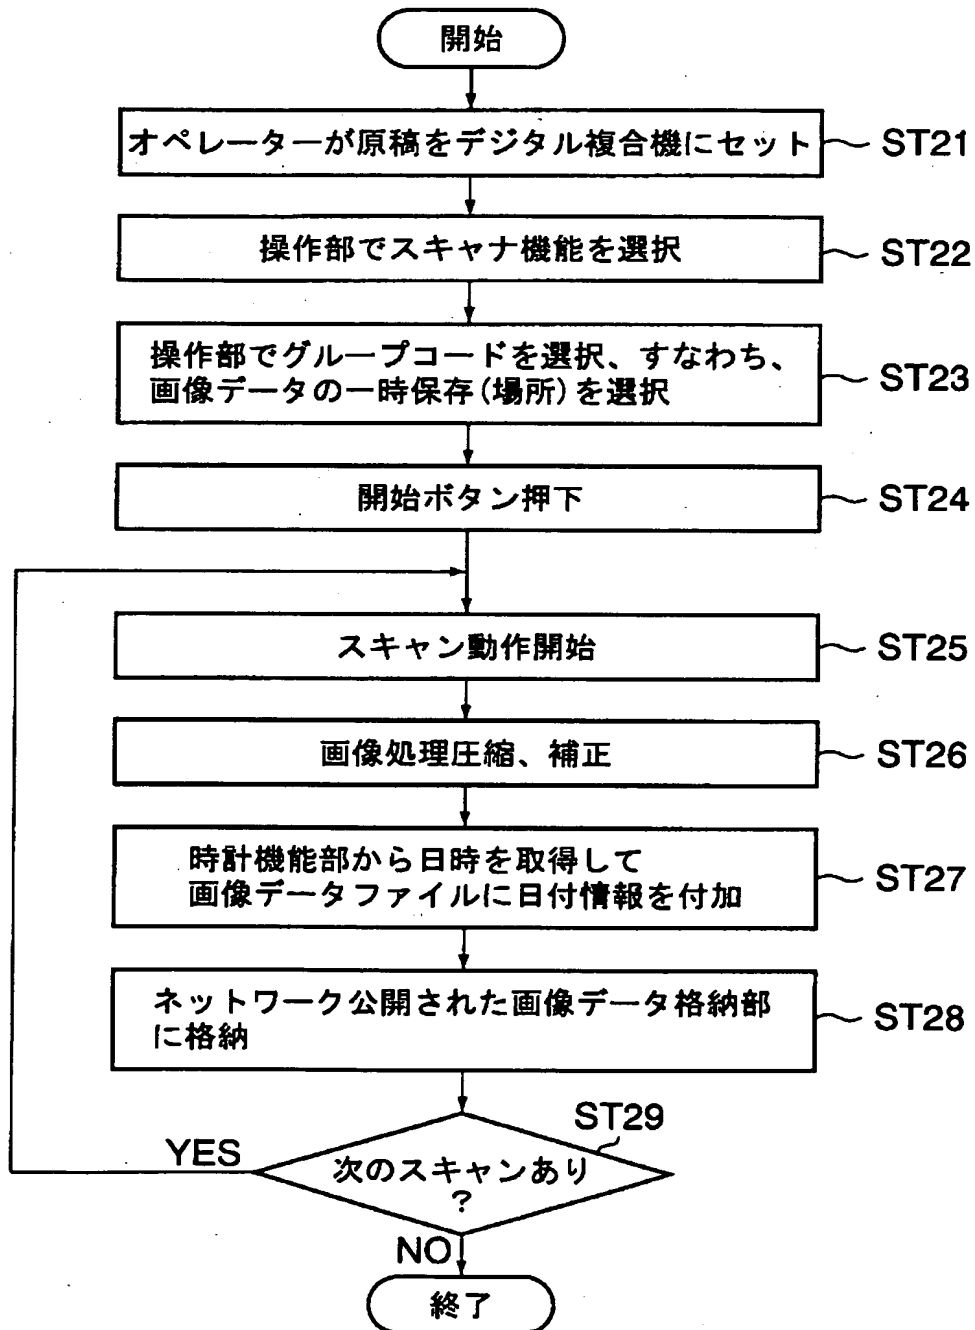 開始
オペレーターが原稿をデジタル複合機にセット
ST21
操作部でスキャナ機能を選択
ST22
操作部でグループコードを選択、すなわち、
画像データの一時保存(場所)を選択
ST23
開始ボタン押下
ST24
スキャン動作開始
ST25
画像処理圧縮、補正
ST26
時計機能部から日時を取得して
画像データファイルに日付情報を付加
ST27
ネットワーク公開された画像データ格納部
に格納
ST28
ST29
YES
次のスキャンあり
?
NO
終了